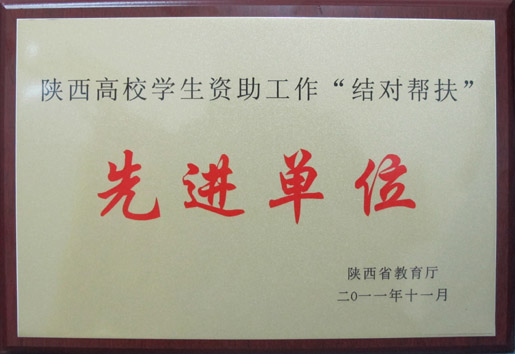 陕西高校学生资助工作“结对帮扶”
先进单位
陕西省教育厅
二〇一一年十一月